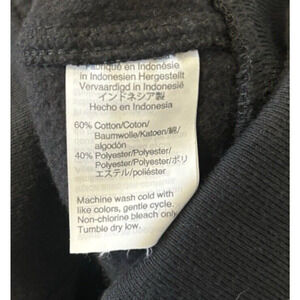 Fabriqué en Indonésie
in Indonesien Hergestellt
Vervaardigd in Indonesië
インドネシア製
Hecho en Indonesia
60% Cotton/Coton/
Baumwolle/Katoen/綿/
algodón
40% Polyester/Polyester/
Polyester/Polyester/ポリ
エステル/poliéster
Machine wash cold with
like colors, gentle cycle.
Non-chlorine bleach only
Tumble dry low.